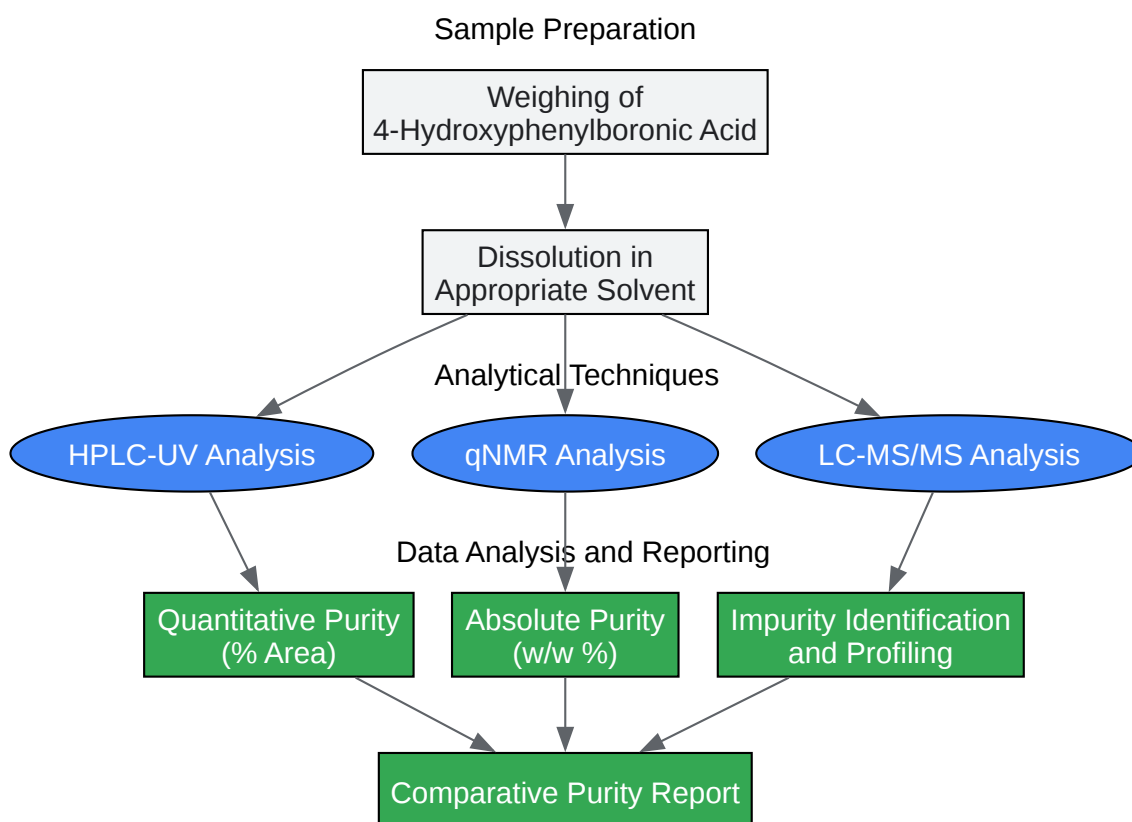 Sample Preparation
Weighing of
4-Hydroxyphenylboronic Acid
Dissolution in
Appropriate Solvent
Analytical Techniques
HPLC-UV Analysis
qNMR Analysis
LC-MS/MS Analysis
Data Analysis and Reporting
Quantitative Purity
(% Area)
Absolute Purity
(w/w %)
Impurity Identification
and Profiling
Comparative Purity Report